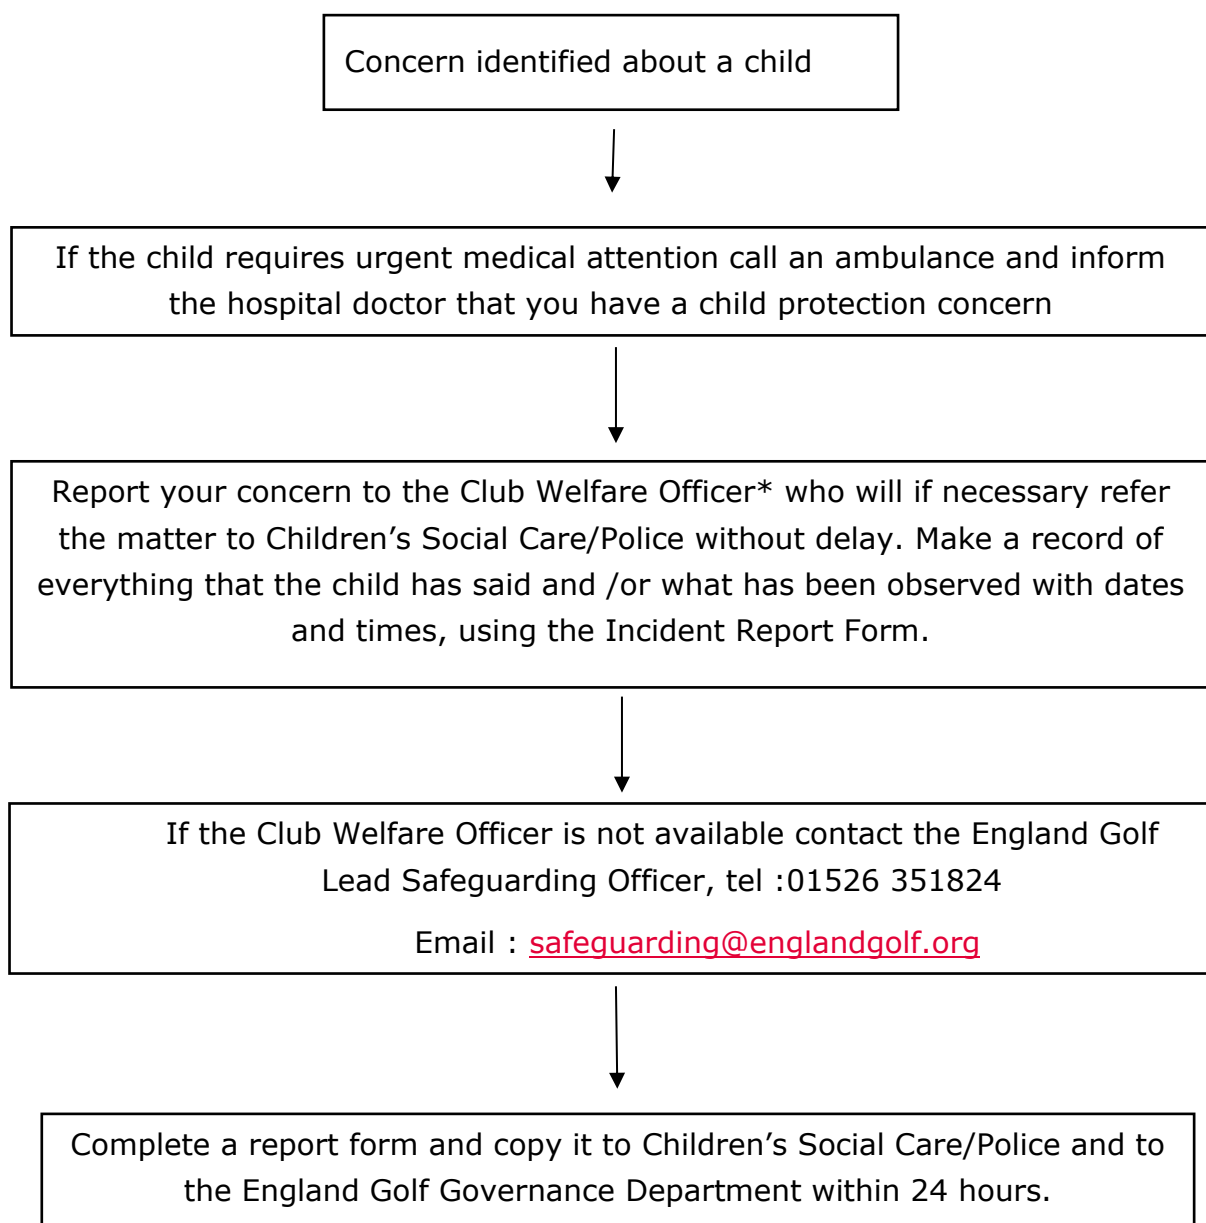 Concern identified about a child
If the child requires urgent medical attention call an ambulance and inform
the hospital doctor that you have a child protection concern
Report your concern to the Club Welfare Officer* who will if necessary refer
the matter to Children’s Social Care/Police without delay. Make a record of
everything that the child has said and /or what has been observed with dates
and times, using the Incident Report Form.
If the Club Welfare Officer is not available contact the England Golf
Lead Safeguarding Officer, tel :01526 351824
Email : safeguarding@englandgolf.org
Complete a report form and copy it to Children’s Social Care/Police and to
the England Golf Governance Department within 24 hours.